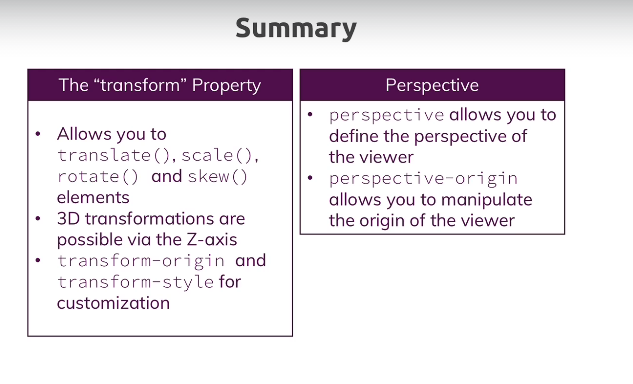 Summary
The “transform” Property
• Allows you to
translate(), scale(),
rotate() and skew()
elements
• 3D transformations are
possible via the Z-axis
• transform-origin and
transform-style for
customization
Perspective
• perspective allows you to
define the perspective of
the viewer
• perspective-origin
allows you to manipulate
the origin of the viewer